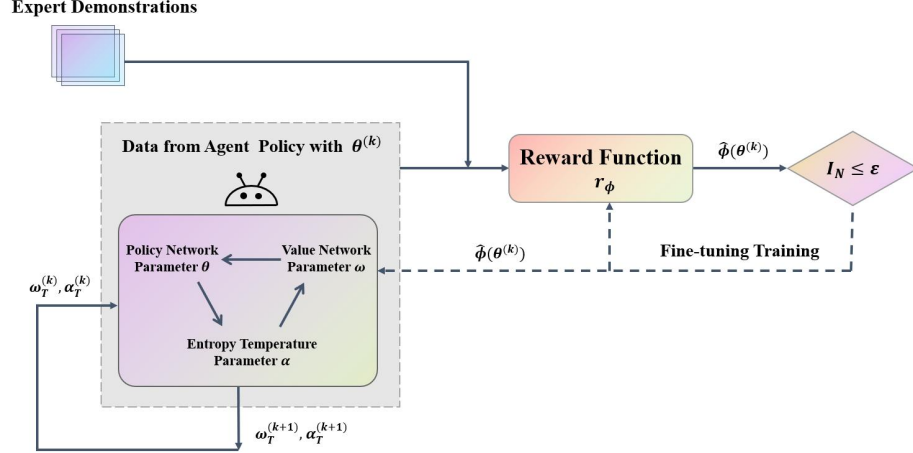 Expert Demonstrations
Data from Agent Policy with θ^(k)
Reward Function
r_ϕ
ϕ̂(θ^(k))
I_N ≤ ε
Policy Network
Parameter θ
Value Network
Parameter ω
ϕ̂(θ^(k))
Fine-tuning Training
ω_T^(k), α_T^(k)
Entropy Temperature
Parameter α
ω_T^(k+1), α_T^(k+1)